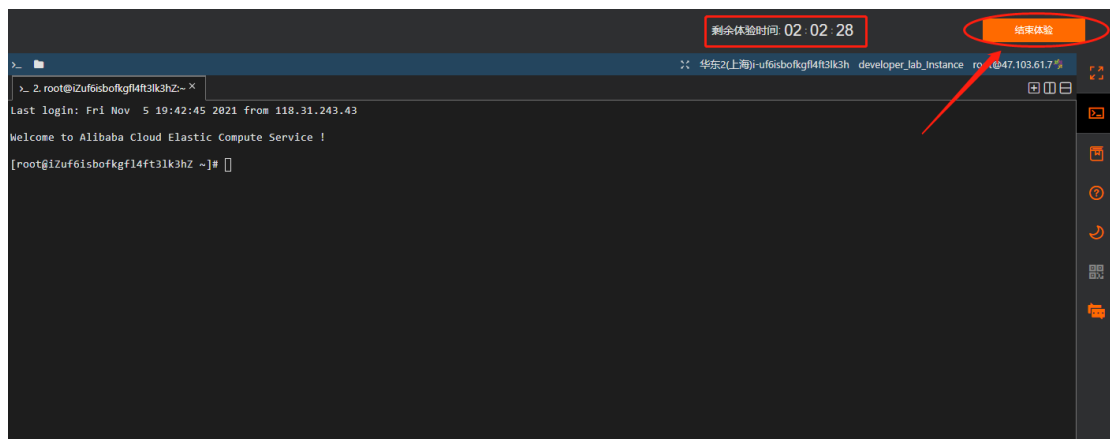 剩余体验时间: 02 : 02 : 28
结束体验
华东2(上海)i-uf6isbofkgfl4ft3lk3h developer_lab_Instance root@47.103.61.7
>_ 2. root@iZuf6isbofkgfl4ft3lk3hZ:~ ×
Last login: Fri Nov 5 19:42:45 2021 from 118.31.243.43
Welcome to Alibaba Cloud Elastic Compute Service !
[root@iZuf6isbofkgfl4ft3lk3hZ ~]#